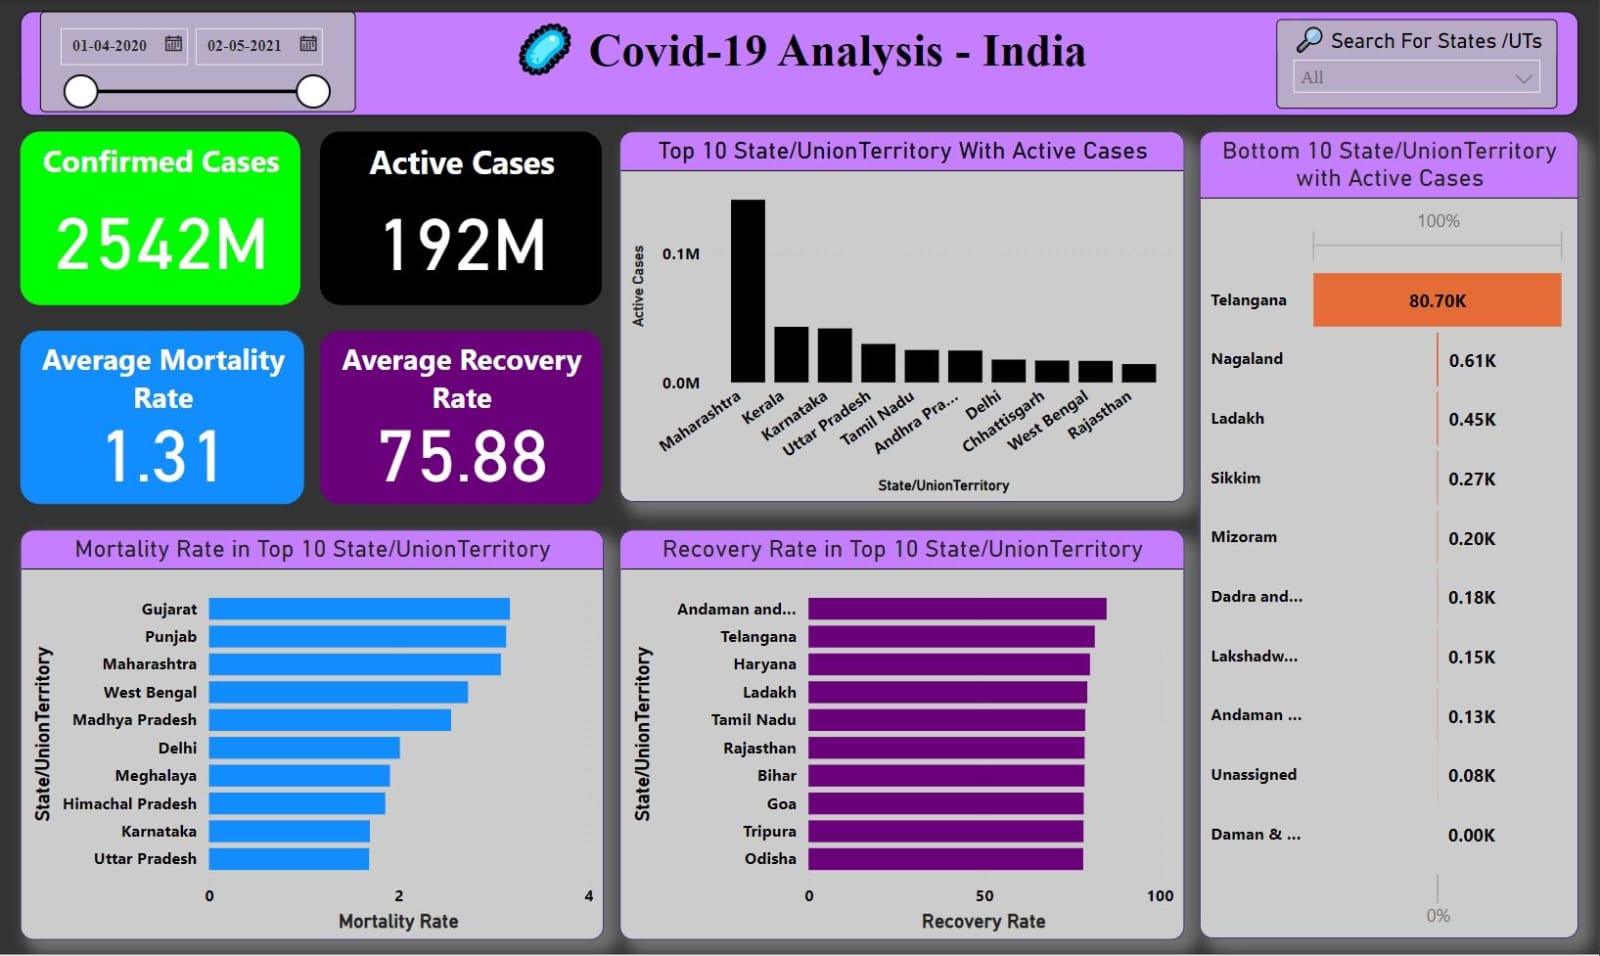 01-04-2020
02-05-2021
Covid-19 Analysis - India
Search For States /UTs
All
Confirmed Cases
2542M
Active Cases
192M
Average Mortality
Rate
1.31
Average Recovery
Rate
75.88
Top 10 State/UnionTerritory With Active Cases
Active Cases
0.1M
0.0M
Maharashtra
Kerala
Karnataka
Uttar Pradesh
Tamil Nadu
Andhra Pra...
Delhi
Chhattisgarh
West Bengal
Rajasthan
State/UnionTerritory
Bottom 10 State/UnionTerritory
with Active Cases
100%
Telangana 80.70K
Nagaland 0.61K
Ladakh 0.45K
Sikkim 0.27K
Mizoram 0.20K
Dadra and... 0.18K
Lakshadw... 0.15K
Andaman ... 0.13K
Unassigned 0.08K
Daman & ... 0.00K
0%
Mortality Rate in Top 10 State/UnionTerritory
State/UnionTerritory
Gujarat
Punjab
Maharashtra
West Bengal
Madhya Pradesh
Delhi
Meghalaya
Himachal Pradesh
Karnataka
Uttar Pradesh
0 2 4
Mortality Rate
Recovery Rate in Top 10 State/UnionTerritory
State/UnionTerritory
Andaman and...
Telangana
Haryana
Ladakh
Tamil Nadu
Rajasthan
Bihar
Goa
Tripura
Odisha
0 50 100
Recovery Rate